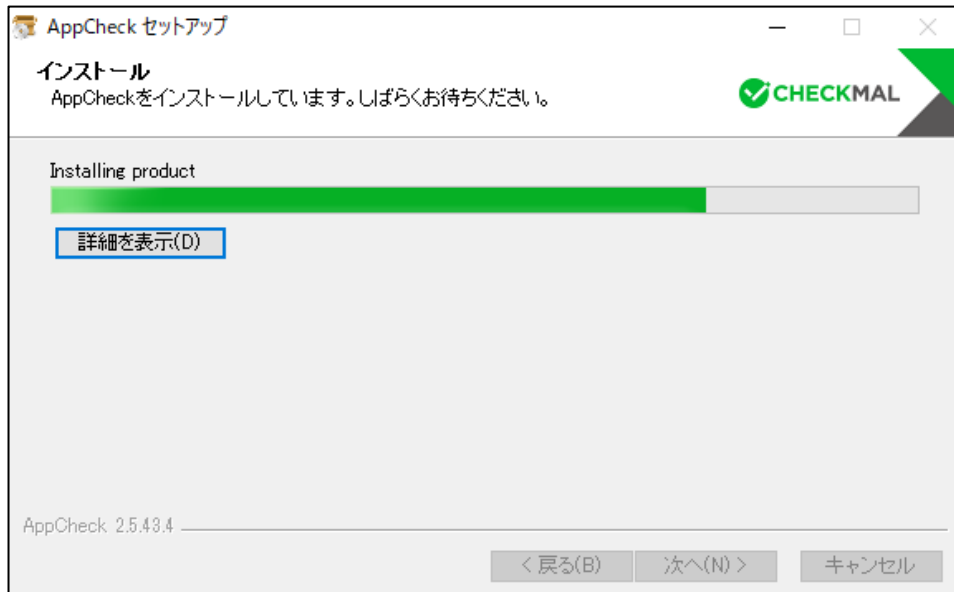 AppCheck セットアップ
インストール
AppCheckをインストールしています。しばらくお待ちください。
CHECKMAL
Installing product
詳細を表示(D)
AppCheck 2.5.43.4
< 戻る(B)
次へ(N) >
キャンセル